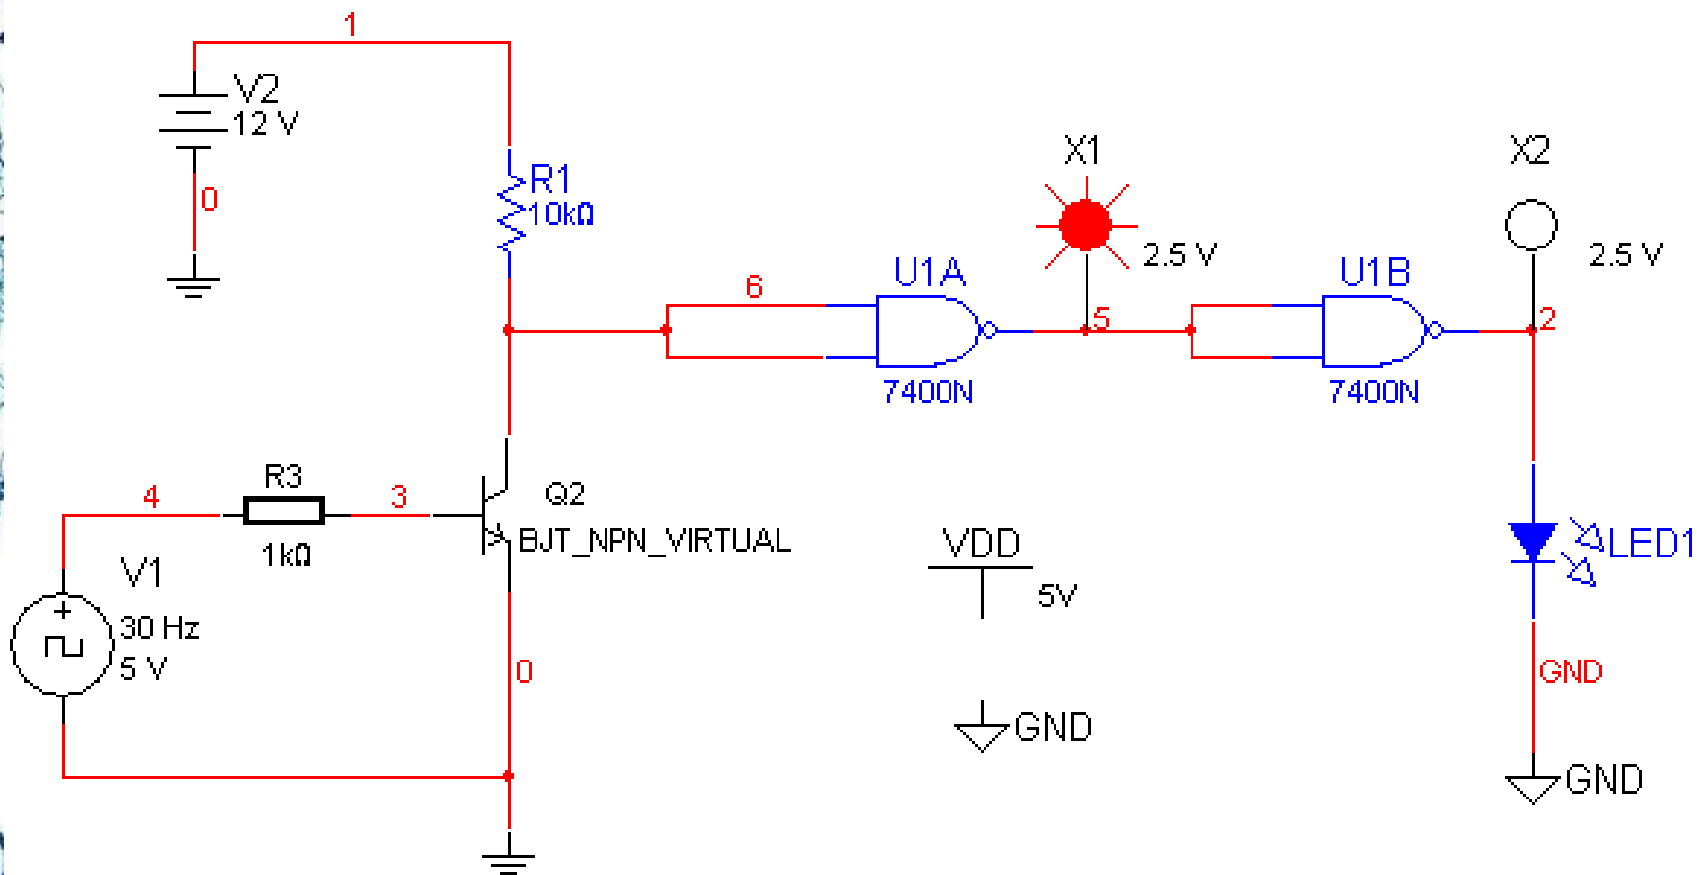 1
V2
12 V
0
R1
10kΩ
X1
2.5 V
X2
2.5 V
6
U1A
7400N
5
U1B
7400N
2
R3
4
3
1kΩ
Q2
BJT_NPN_VIRTUAL
V1
30 Hz
5 V
0
VDD
5V
GND
LED1
GND
GND